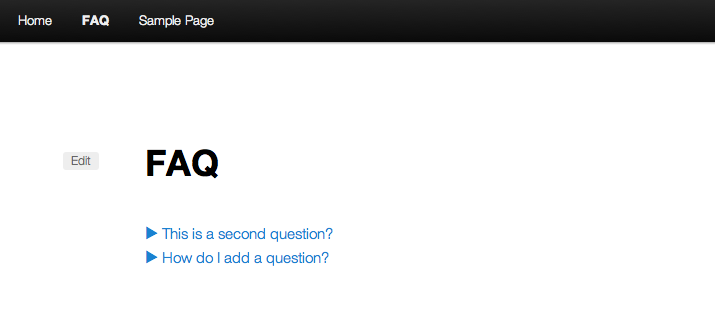 Home FAQ Sample Page
Edit
FAQ
This is a second question?
How do I add a question?